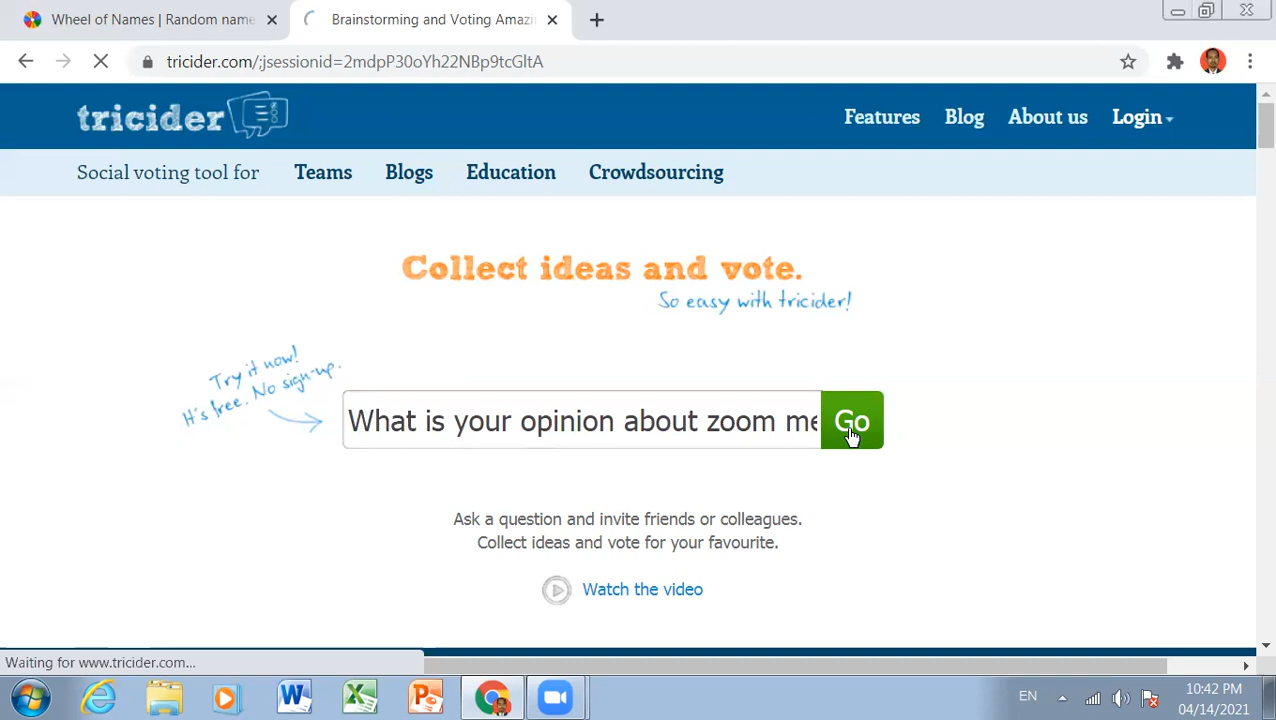 Wheel of Names | Random name
Brainstorming and Voting Amazi
tricider.com/;jsessionid=2mdpP30oYh22NBp9tcGltA
tricider
Features
Blog
About us
Login
Social voting tool for
Teams
Blogs
Education
Crowdsourcing
Collect ideas and vote.
So easy with tricider!
Try it now!
It's free. No sign-up.
What is your opinion about zoom me
Go
Ask a question and invite friends or colleagues.
Collect ideas and vote for your favourite.
Watch the video
Waiting for www.tricider.com...
EN
10:42 PM
04/14/2021